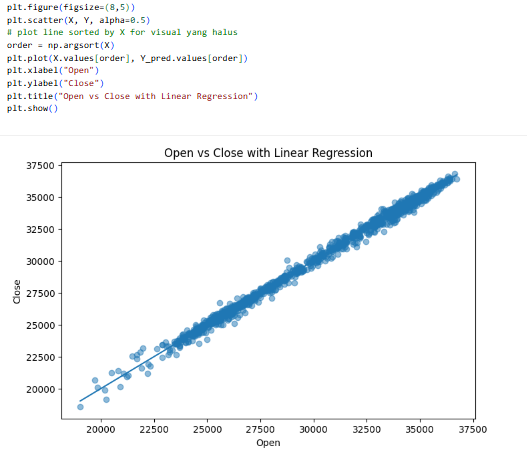 plt.figure(figsize=(8,5))
plt.scatter(X, Y, alpha=0.5)
# plot line sorted by X for visual yang halus
order = np.argsort(X)
plt.plot(X.values[order], Y_pred.values[order])
plt.xlabel("Open")
plt.ylabel("Close")
plt.title("Open vs Close with Linear Regression")
plt.show()
Open vs Close with Linear Regression
37500
35000
32500
30000
27500
25000
22500
20000
Close
20000 22500 25000 27500 30000 32500 35000 37500
Open